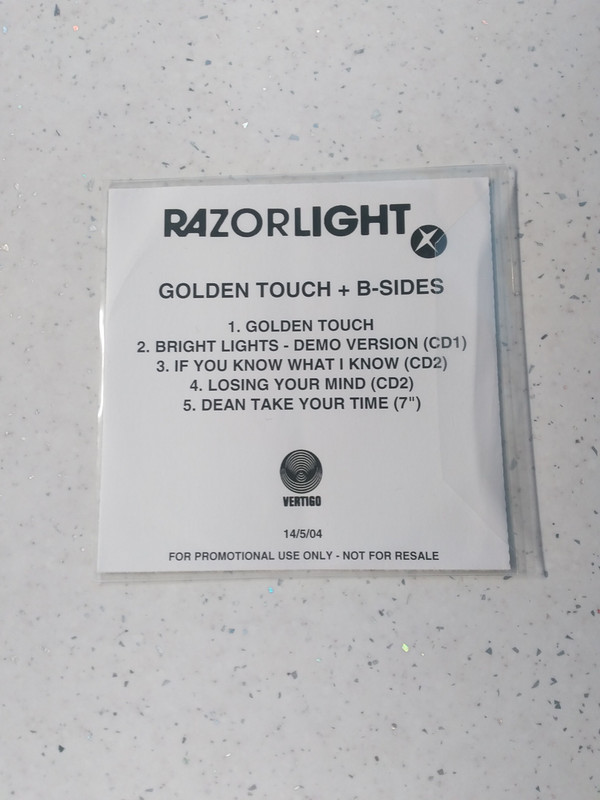 RAZORLIGHT
GOLDEN TOUCH + B-SIDES
1. GOLDEN TOUCH
2. BRIGHT LIGHTS - DEMO VERSION (CD1)
3. IF YOU KNOW WHAT I KNOW (CD2)
4. LOSING YOUR MIND (CD2)
5. DEAN TAKE YOUR TIME (7")
VERTIGO
14/5/04
FOR PROMOTIONAL USE ONLY - NOT FOR RESALE